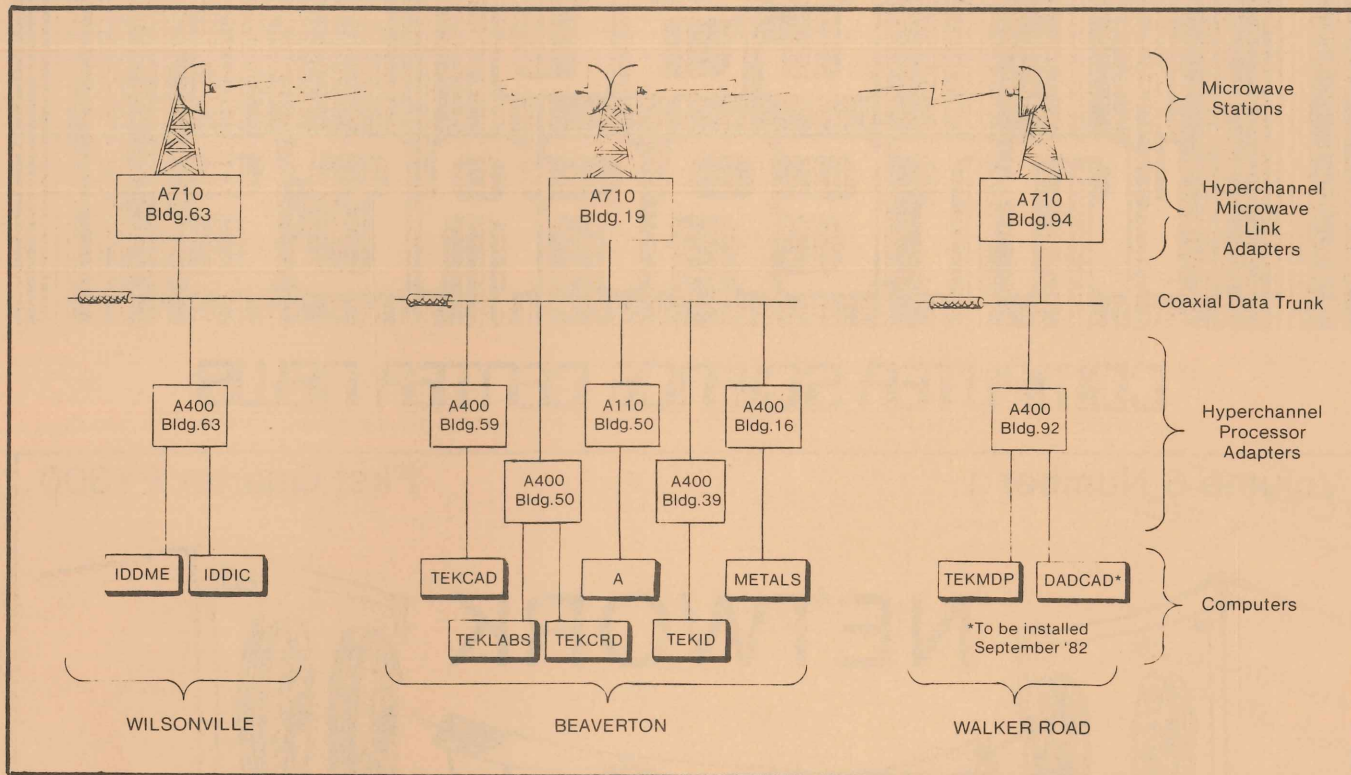 Microwave
Stations
A710
Bldg.63
A710
Bldg.19
A710
Bldg.94
Hyperchannel
Microwave
Link
Adapters
Coaxial Data Trunk
A400
Bldg.63
A400
Bldg.59
A110
Bldg.50
A400
Bldg.16
A400
Bldg.92
Hyperchannel
Processor
Adapters
A400
Bldg.50
A400
Bldg.39
IDDME
IDDIC
TEKCAD
A
METALS
TEKMDP
DADCAD*
Computers
TEKLABS
TEKCRD
TEKID
*To be installed
September '82
WILSONVILLE
BEAVERTON
WALKER ROAD